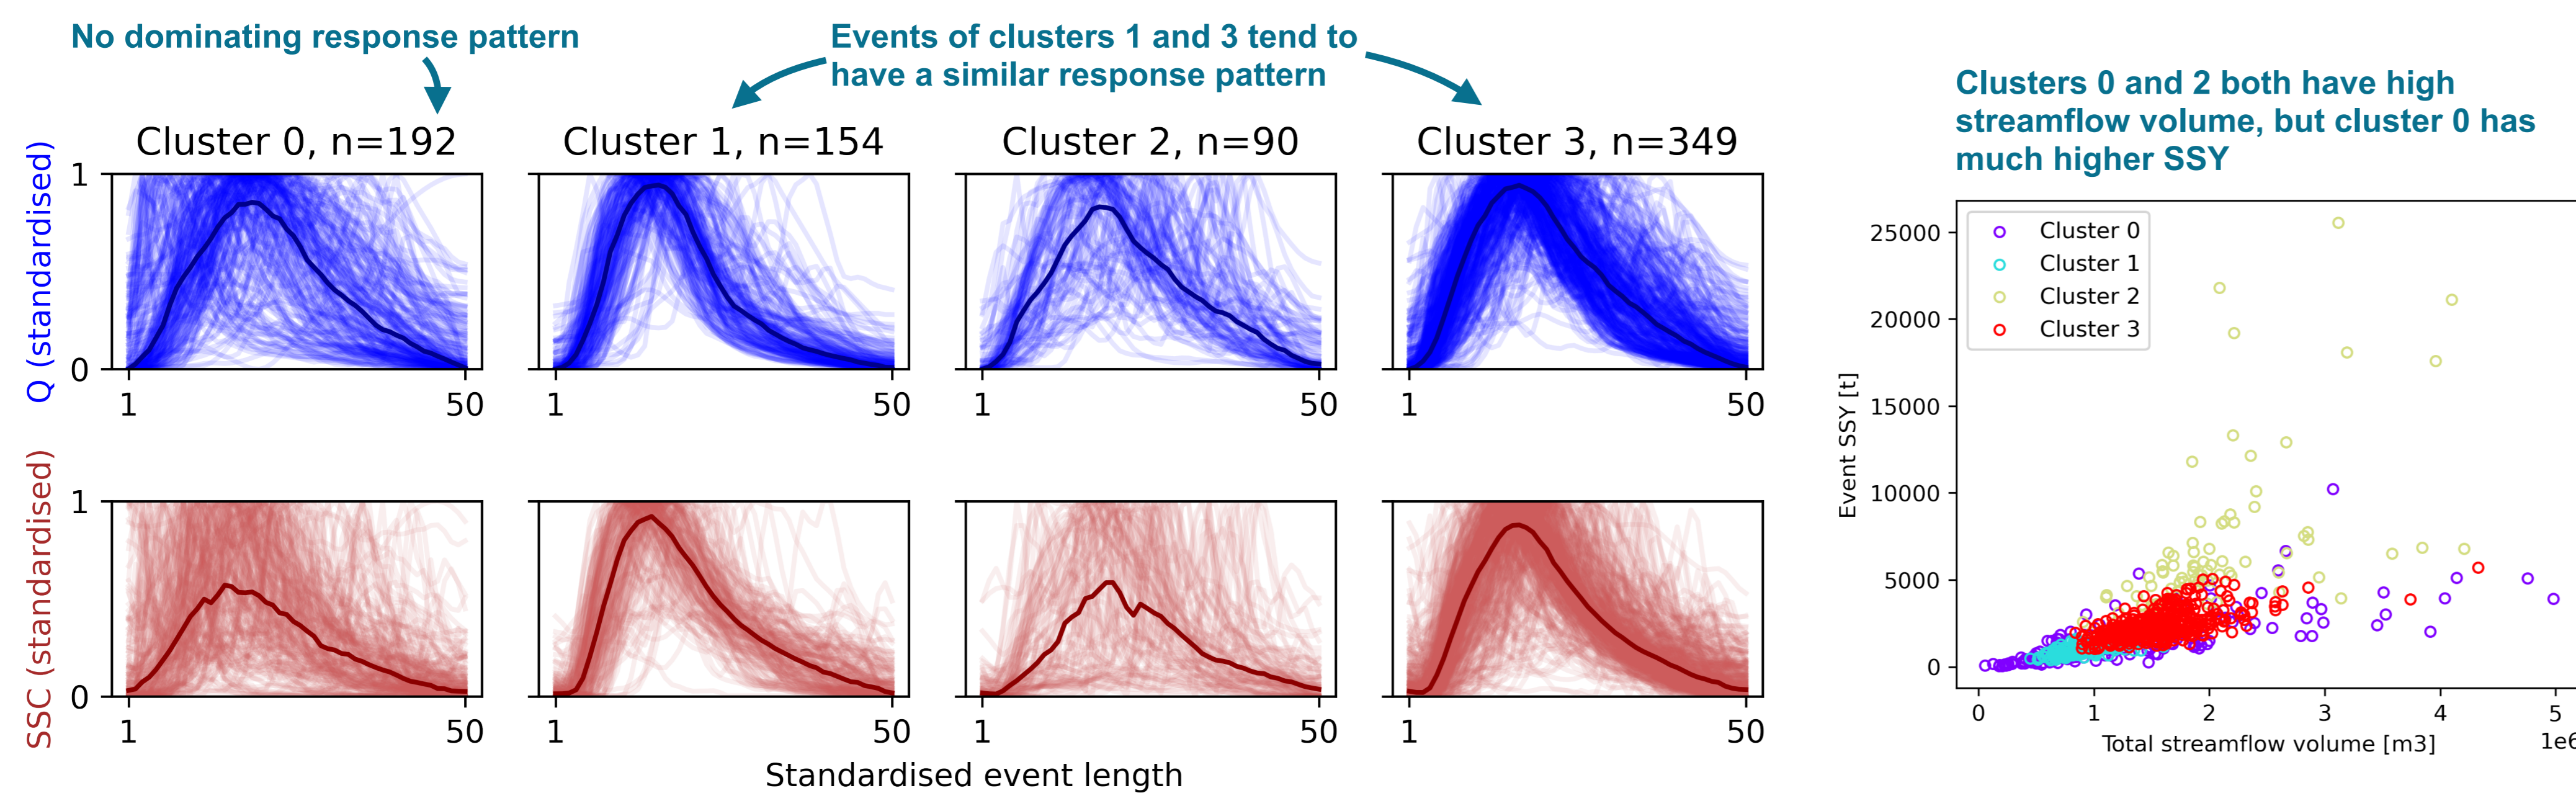 No dominating response pattern
Events of clusters 1 and 3 tend to
have a similar response pattern
Clusters 0 and 2 both have high
streamflow volume, but cluster 0 has
much higher SSY
Cluster 0, n=192
Cluster 1, n=154
Cluster 2, n=90
Cluster 3, n=349
Q (standardised)
1
0
1
50
1
50
1
50
1
50
SSC (standardised)
1
0
1
50
1
50
1
50
1
50
Standardised event length
Cluster 0
Cluster 1
Cluster 2
Cluster 3
Event SSY [t]
25000
20000
15000
10000
5000
0
0
1
2
3
4
5
1e6
Total streamflow volume [m3]